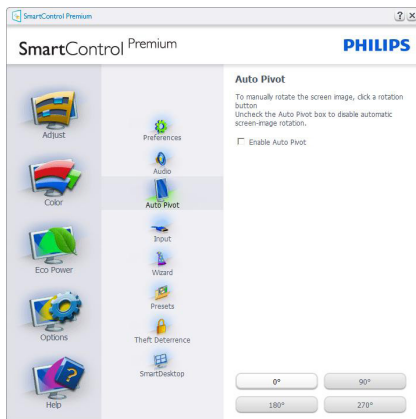 SmartControl Premium
SmartControl Premium
PHILIPS
Adjust
Color
Eco Power
Options
Help
Preferences
Audio
Auto Pivot
Input
Wizard
Presets
Theft Deterrence
SmartDesktop
Auto Pivot
To manually rotate the screen image, click a rotation
button
Uncheck the Auto Pivot box to disable automatic
screen-image rotation.
Enable Auto Pivot
0°
90°
180°
270°